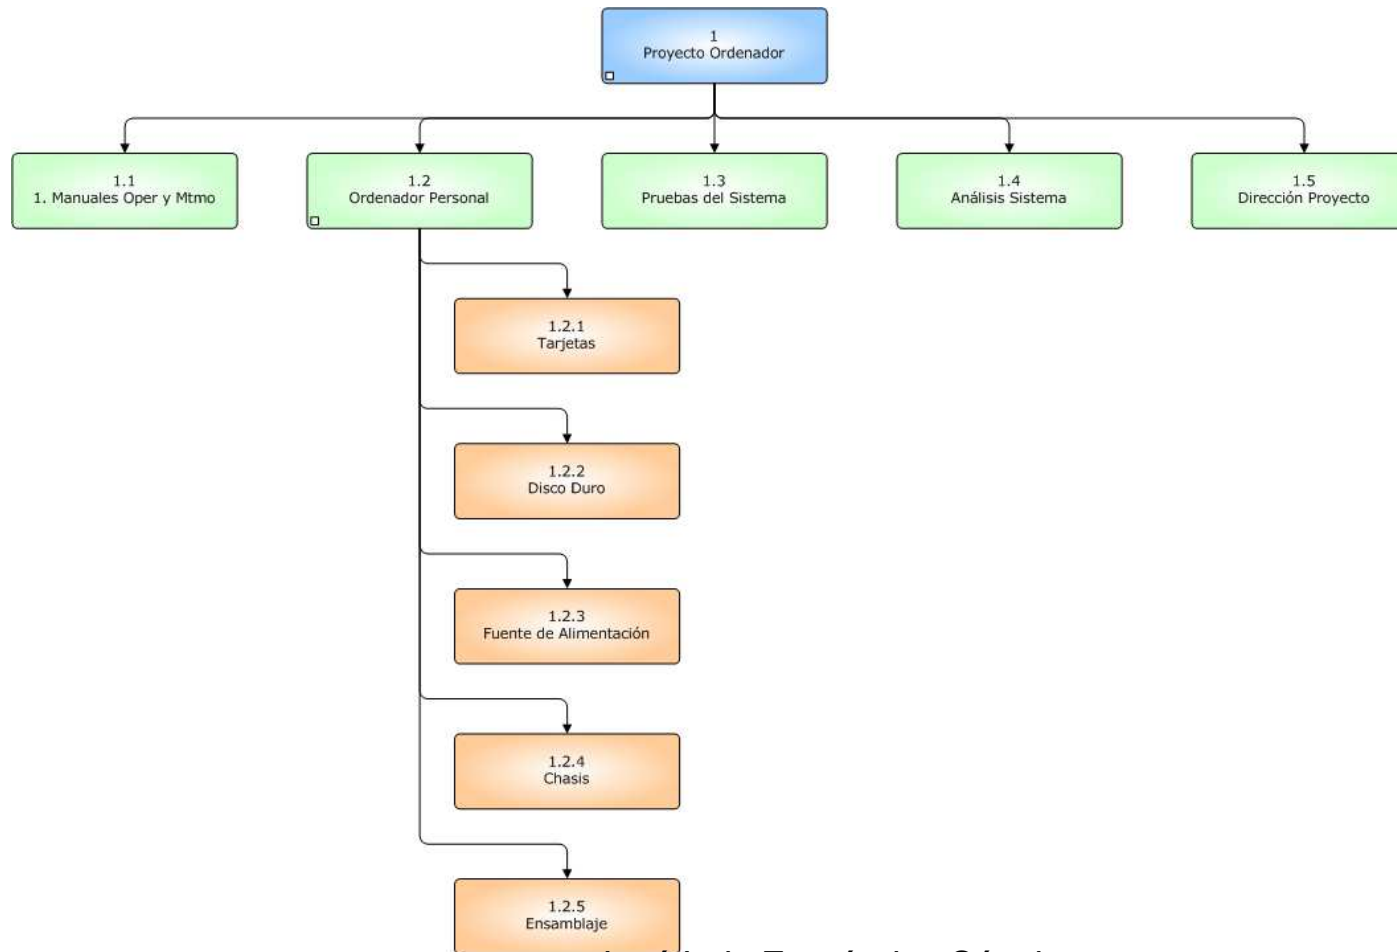 1
Proyecto Ordenador
1.1
1. Manuales Oper y Mtmo
1.2
Ordenador Personal
1.3
Pruebas del Sistema
1.4
Análisis Sistema
1.5
Dirección Proyecto
1.2.1
Tarjetas
1.2.2
Disco Duro
1.2.3
Fuente de Alimentación
1.2.4
Chasis
1.2.5
Ensamblaje